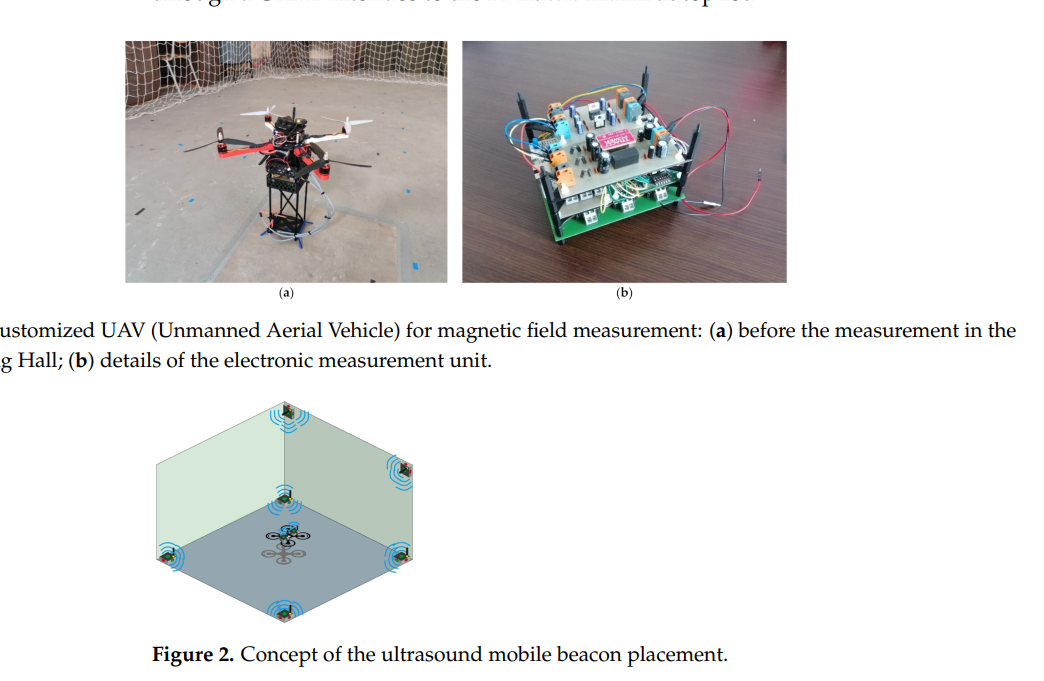 (a)
(b)
ustomized UAV (Unmanned Aerial Vehicle) for magnetic field measurement: (a) before the measurement in the
g Hall; (b) details of the electronic measurement unit.
Figure 2. Concept of the ultrasound mobile beacon placement.